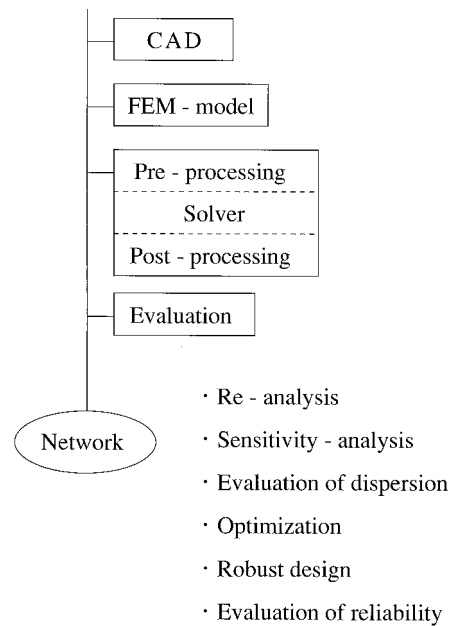 CAD
FEM - model
Pre - processing
Solver
Post - processing
Evaluation
Network
· Re - analysis
· Sensitivity - analysis
· Evaluation of dispersion
· Optimization
· Robust design
· Evaluation of reliability